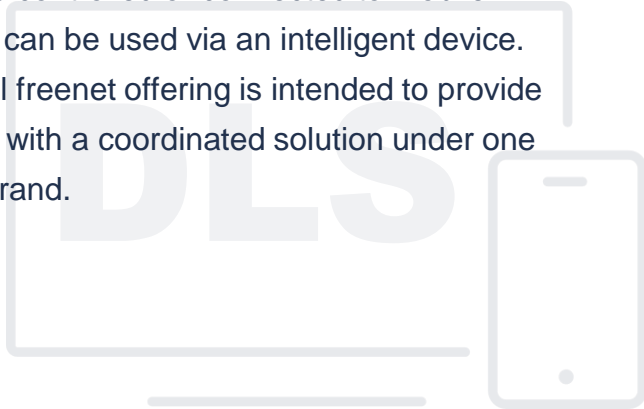 can be used via an intelligent device.
freenet offering is intended to provide
with a coordinated solution under one
DLS